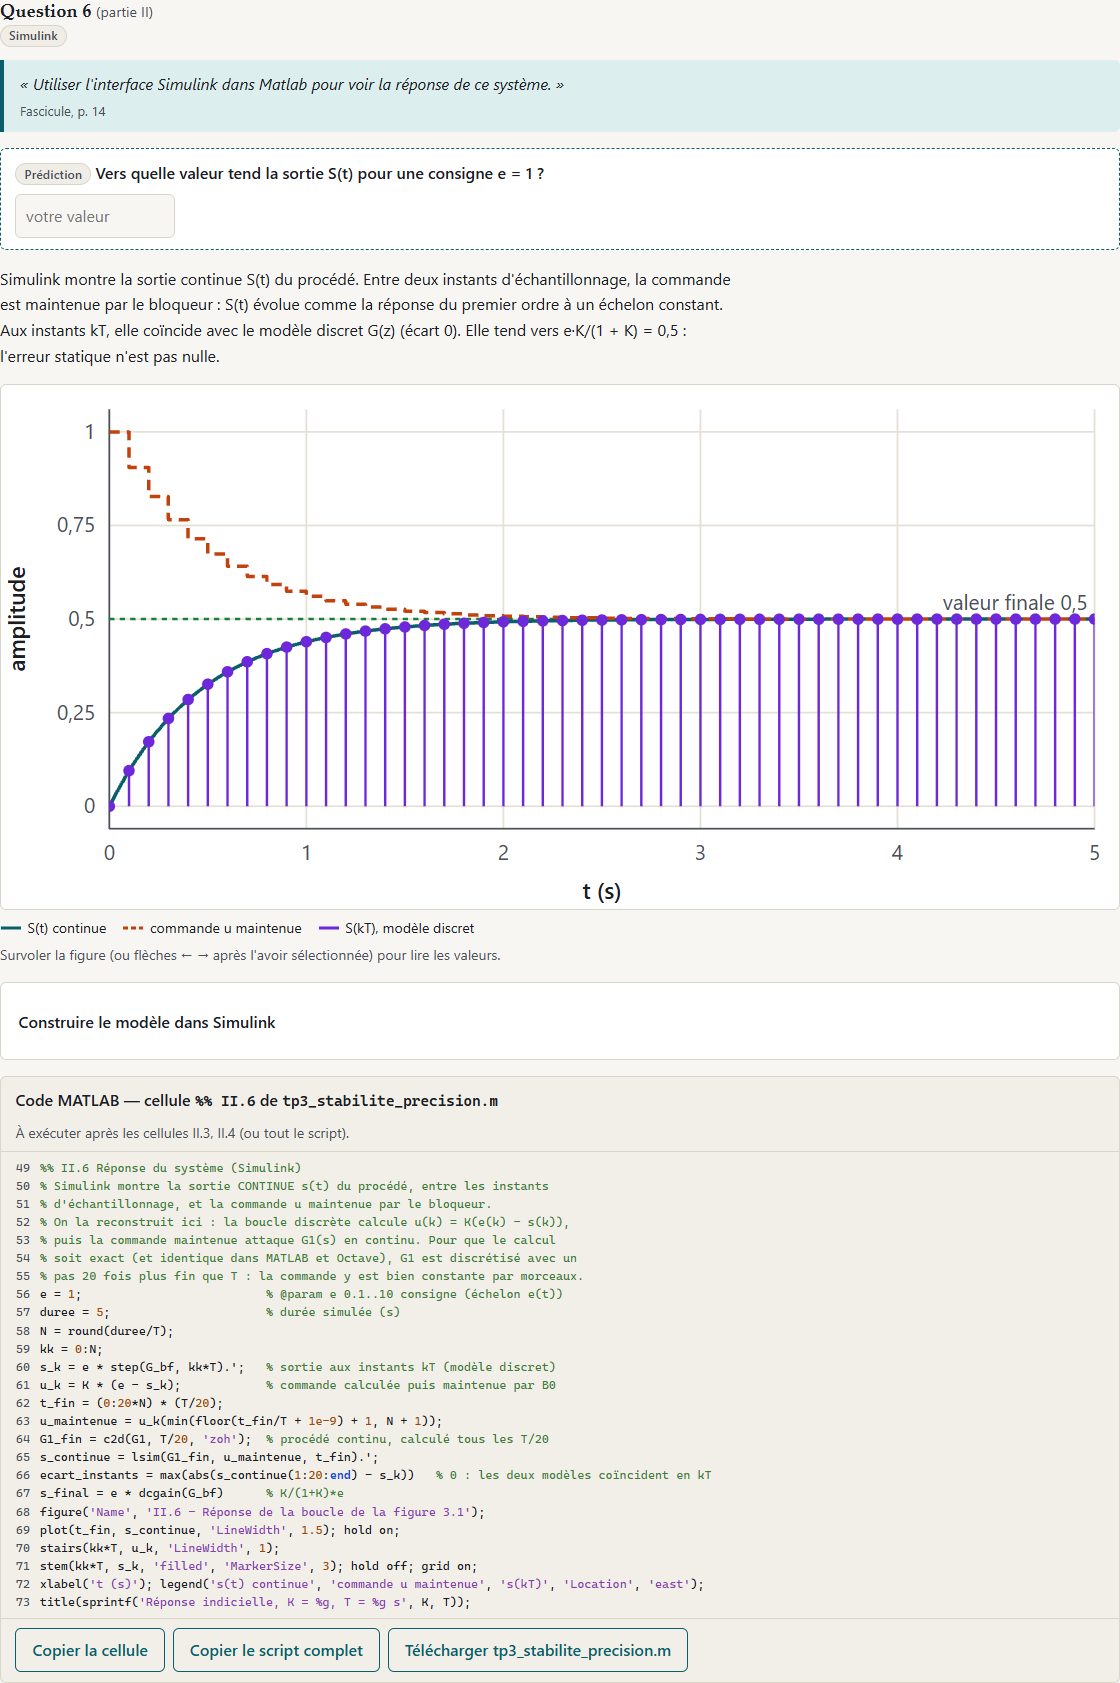 Question 6 (partie II)
Simulink
« Utiliser l'interface Simulink dans Matlab pour voir la réponse de ce système. »
Fascicule, p. 14
Prédiction Vers quelle valeur tend la sortie S(t) pour une consigne e = 1 ?
votre valeur
Simulink montre la sortie continue S(t) du procédé. Entre deux instants d'échantillonnage, la commande
est maintenue par le bloqueur : S(t) évolue comme la réponse du premier ordre à un échelon constant.
Aux instants kT, elle coïncide avec le modèle discret G(z) (écart 0). Elle tend vers e·K/(1 + K) = 0,5 :
l'erreur statique n'est pas nulle.
1
0,75
0,5
0,25
0
amplitude
valeur finale 0,5
0 1 2 3 4 5
t (s)
S(t) continue commande u maintenue S(kT), modèle discret
Survoler la figure (ou flèches ← → après l'avoir sélectionnée) pour lire les valeurs.
Construire le modèle dans Simulink
Code MATLAB — cellule %% II.6 de tp3_stabilite_precision.m
À exécuter après les cellules II.3, II.4 (ou tout le script).
49 %% II.6 Réponse du système (Simulink)
50 % Simulink montre la sortie CONTINUE s(t) du procédé, entre les instants
51 % d'échantillonnage, et la commande u maintenue par le bloqueur.
52 % On la reconstruit ici : la boucle discrète calcule u(k) = K(e(k) − s(k)),
53 % puis la commande maintenue attaque G1(s) en continu. Pour que le calcul
54 % soit exact (et identique dans MATLAB et Octave), G1 est discrétisé avec un
55 % pas 20 fois plus fin que T : la commande y est bien constante par morceaux.
56 e = 1; % @param e 0.1..10 consigne (échelon e(t))
57 duree = 5; % durée simulée (s)
58 N = round(duree/T);
59 kk = 0:N;
60 s_k = e * step(G_bf, kk*T).'; % sortie aux instants kT (modèle discret)
61 u_k = K * (e − s_k); % commande calculée puis maintenue par B0
62 t_fin = (0:20*N) * (T/20);
63 u_maintenue = u_k(min(floor(t_fin/T + 1e−9) + 1, N + 1));
64 G1_fin = c2d(G1, T/20, 'zoh'); % procédé continu, calculé tous les T/20
65 s_continue = lsim(G1_fin, u_maintenue, t_fin).';
66 ecart_instants = max(abs(s_continue(1:20:end) − s_k)) % 0 : les deux modèles coïncident en kT
67 s_final = e * dcgain(G_bf) % K/(1+K)*e
68 figure('Name', 'II.6 − Réponse de la boucle de la figure 3.1');
69 plot(t_fin, s_continue, 'LineWidth', 1.5); hold on;
70 stairs(kk*T, u_k, 'LineWidth', 1);
71 stem(kk*T, s_k, 'filled', 'MarkerSize', 3); hold off; grid on;
72 xlabel('t (s)'); legend('s(t) continue', 'commande u maintenue', 's(kT)', 'Location', 'east');
73 title(sprintf('Réponse indicielle, K = %g, T = %g s', K, T));
Copier la cellule Copier le script complet Télécharger tp3_stabilite_precision.m